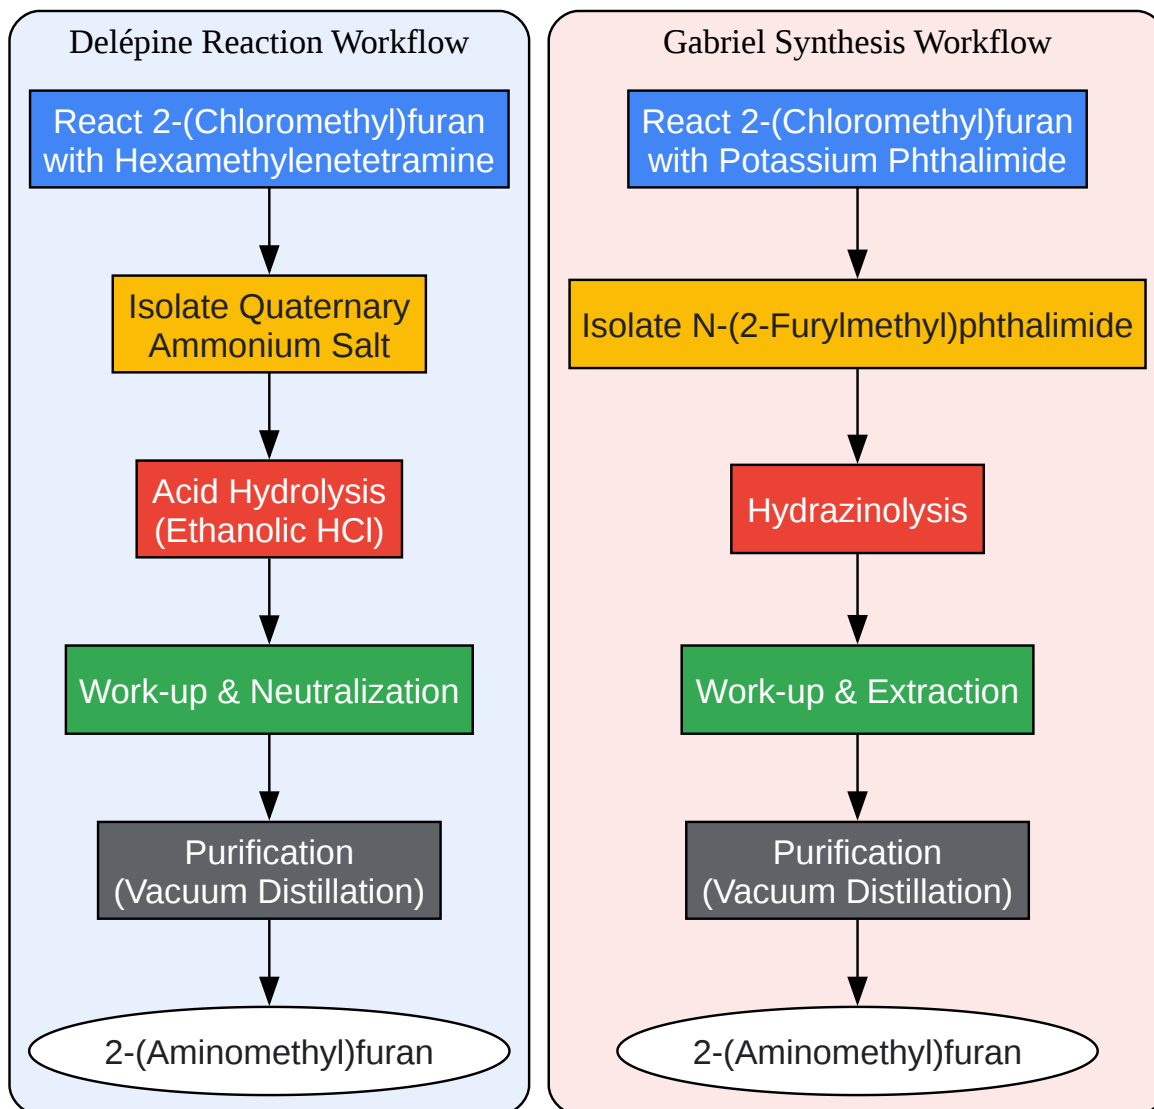 Delépine Reaction Workflow
React 2-(Chloromethyl)furan
with Hexamethylenetetramine
Isolate Quaternary
Ammonium Salt
Acid Hydrolysis
(Ethanolic HCl)
Work-up & Neutralization
Purification
(Vacuum Distillation)
2-(Aminomethyl)furan
Gabriel Synthesis Workflow
React 2-(Chloromethyl)furan
with Potassium Phthalimide
Isolate N-(2-Furylmethyl)phthalimide
Hydrazinolysis
Work-up & Extraction
Purification
(Vacuum Distillation)
2-(Aminomethyl)furan